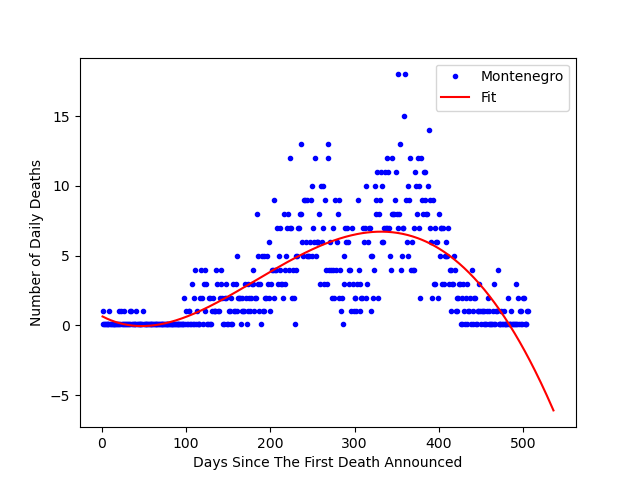 Montenegro
Fit
15
10
5
0
−5
0 100 200 300 400 500
Number of Daily Deaths
Days Since The First Death Announced